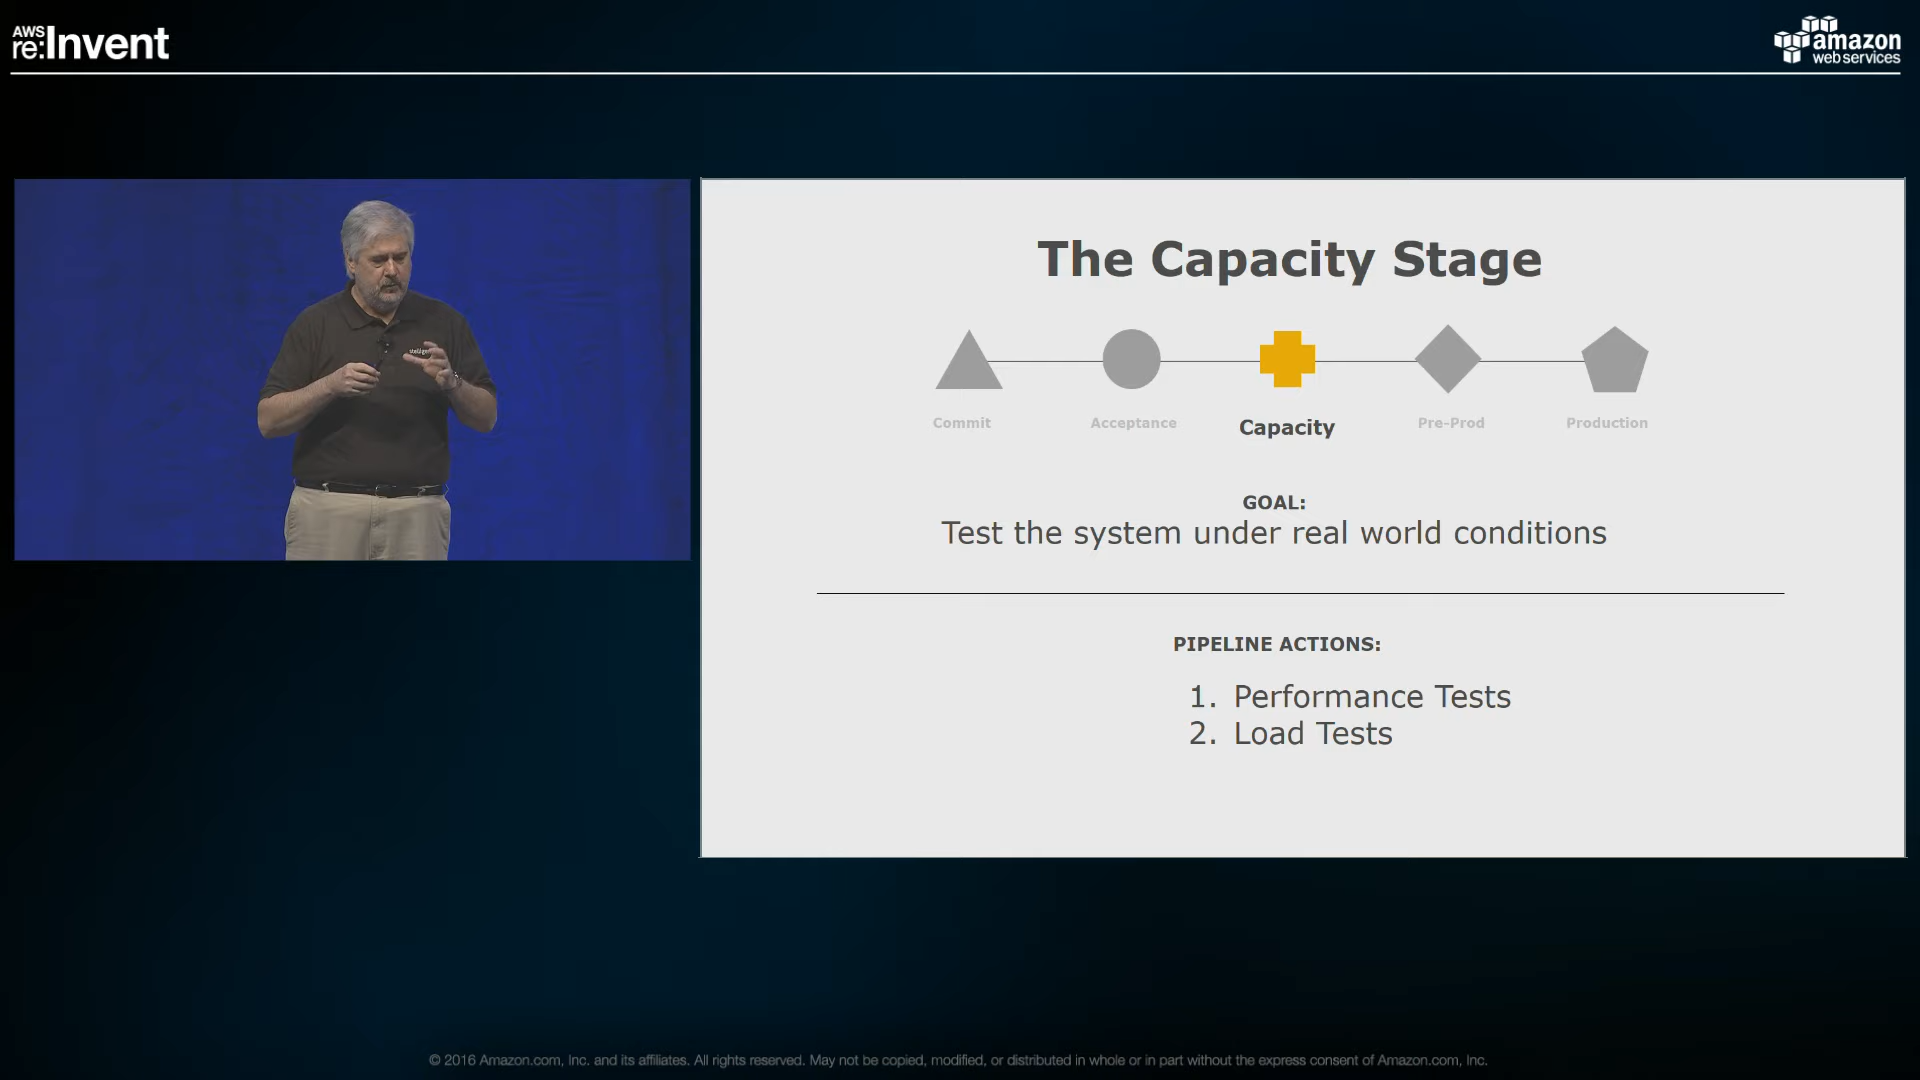 AWS
re:Invent
amazon
web services
The Capacity Stage
Commit
Acceptance
Capacity
Pre-Prod
Production
GOAL:
Test the system under real world conditions
PIPELINE ACTIONS:
1. Performance Tests
2. Load Tests
© 2016 Amazon.com, Inc. and its affiliates. All rights reserved. May not be copied, modified, or distributed in whole or in part without the express consent of Amazon.com, Inc.